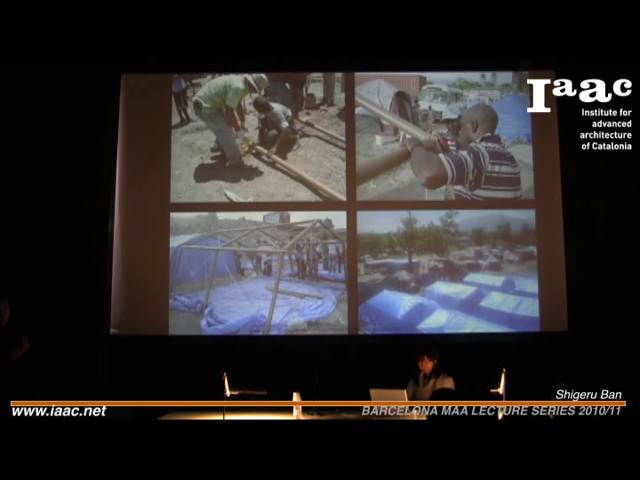 Iaac
Institute for
advanced
architecture
of Catalonia
Shigeru Ban
www.iaac.net
BARCELONA MAA LECTURE SERIES 2010/11